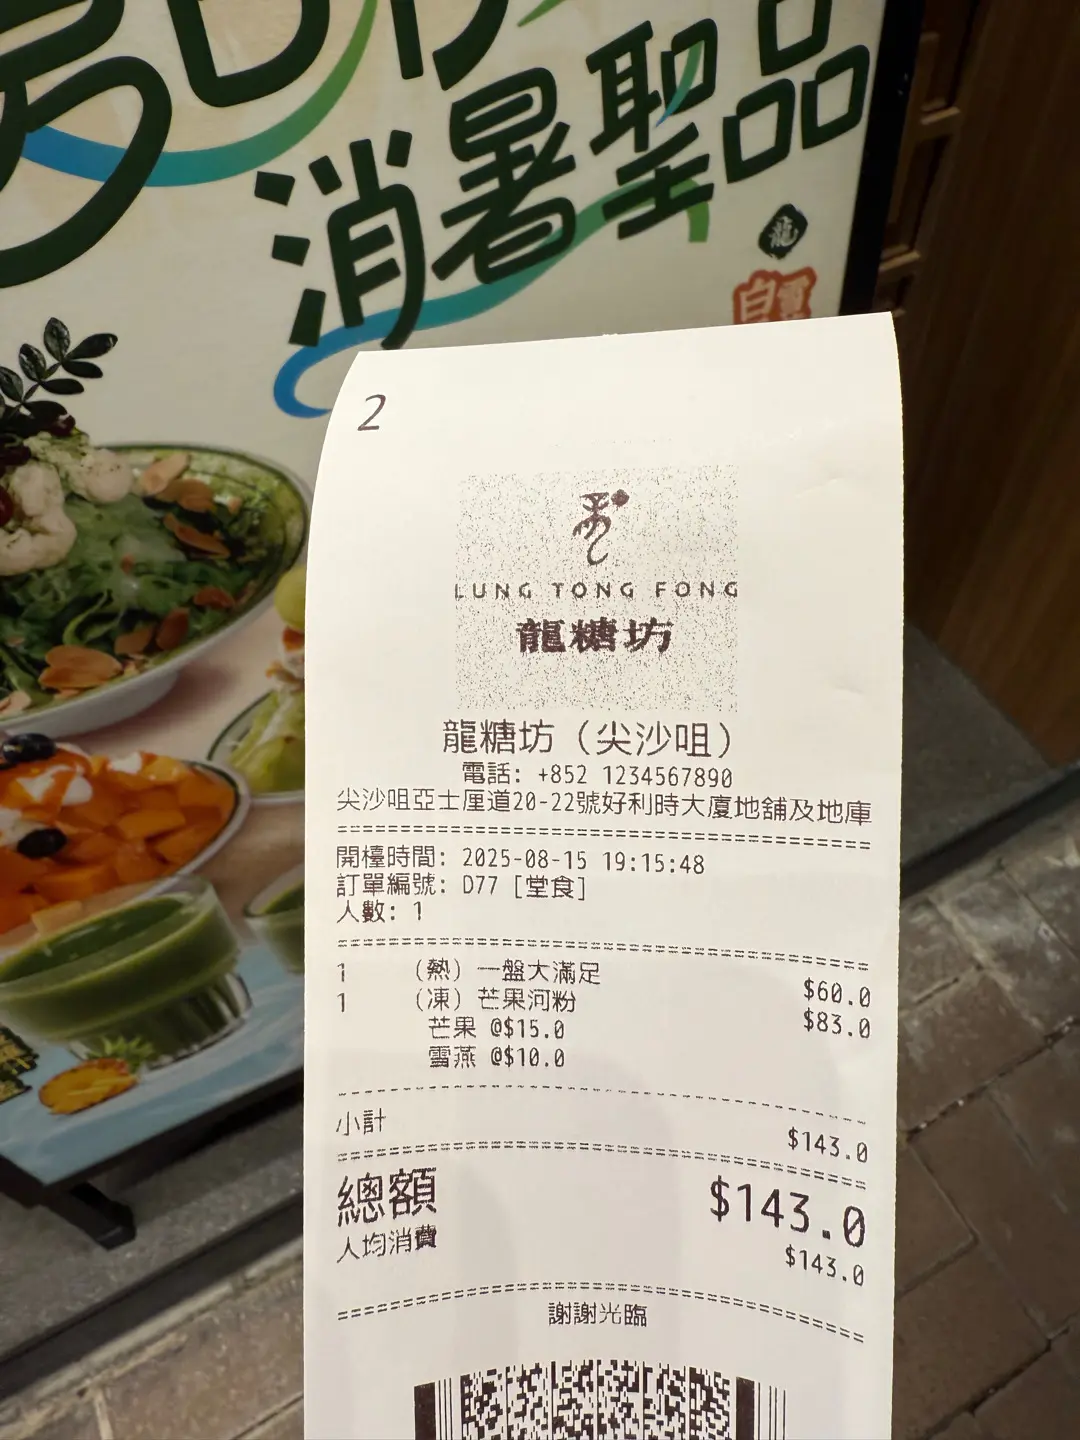 消暑聖品
龍
白
2
LUNG TONG FONG
龍糖坊
龍糖坊（尖沙咀）
電話: +852 1234567890
尖沙咀亞士厘道20-22號好利時大廈地舖及地庫
開檯時間: 2025-08-15 19:15:48
訂單編號: D77 [堂食]
人數: 1
1 （熱）一盤大滿足 $60.0
1 （凍）芒果河粉 $83.0
芒果 @$15.0
雪燕 @$10.0
小計 $143.0
總額 $143.0
人均消費 $143.0
謝謝光臨